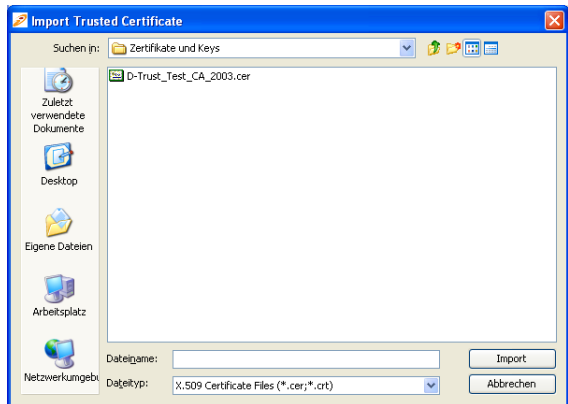 Import Trusted Certificate
Suchen in:
Zertifikate und Keys
D-Trust_Test_CA_2003.cer
Zuletzt
verwendete
Dokumente
Desktop
Eigene Dateien
Arbeitsplatz
Netzwerkumgebu
Dateiname:
Import
Dateityp:
X.509 Certificate Files (*.cer;*.crt)
Abbrechen